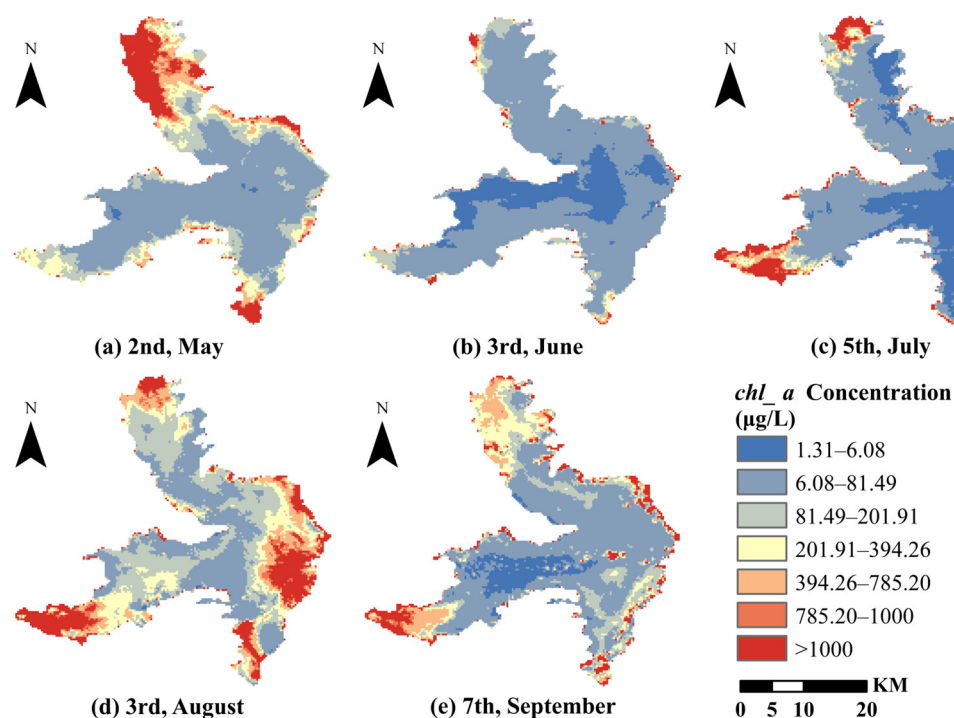 N
N
N
(a) 2nd, May
(b) 3rd, June
(c) 5th, July
N
N
chl_ a Concentration
(μg/L)
1.31–6.08
6.08–81.49
81.49–201.91
201.91–394.26
394.26–785.20
785.20–1000
>1000
KM
0 5 10 20
(d) 3rd, August
(e) 7th, September